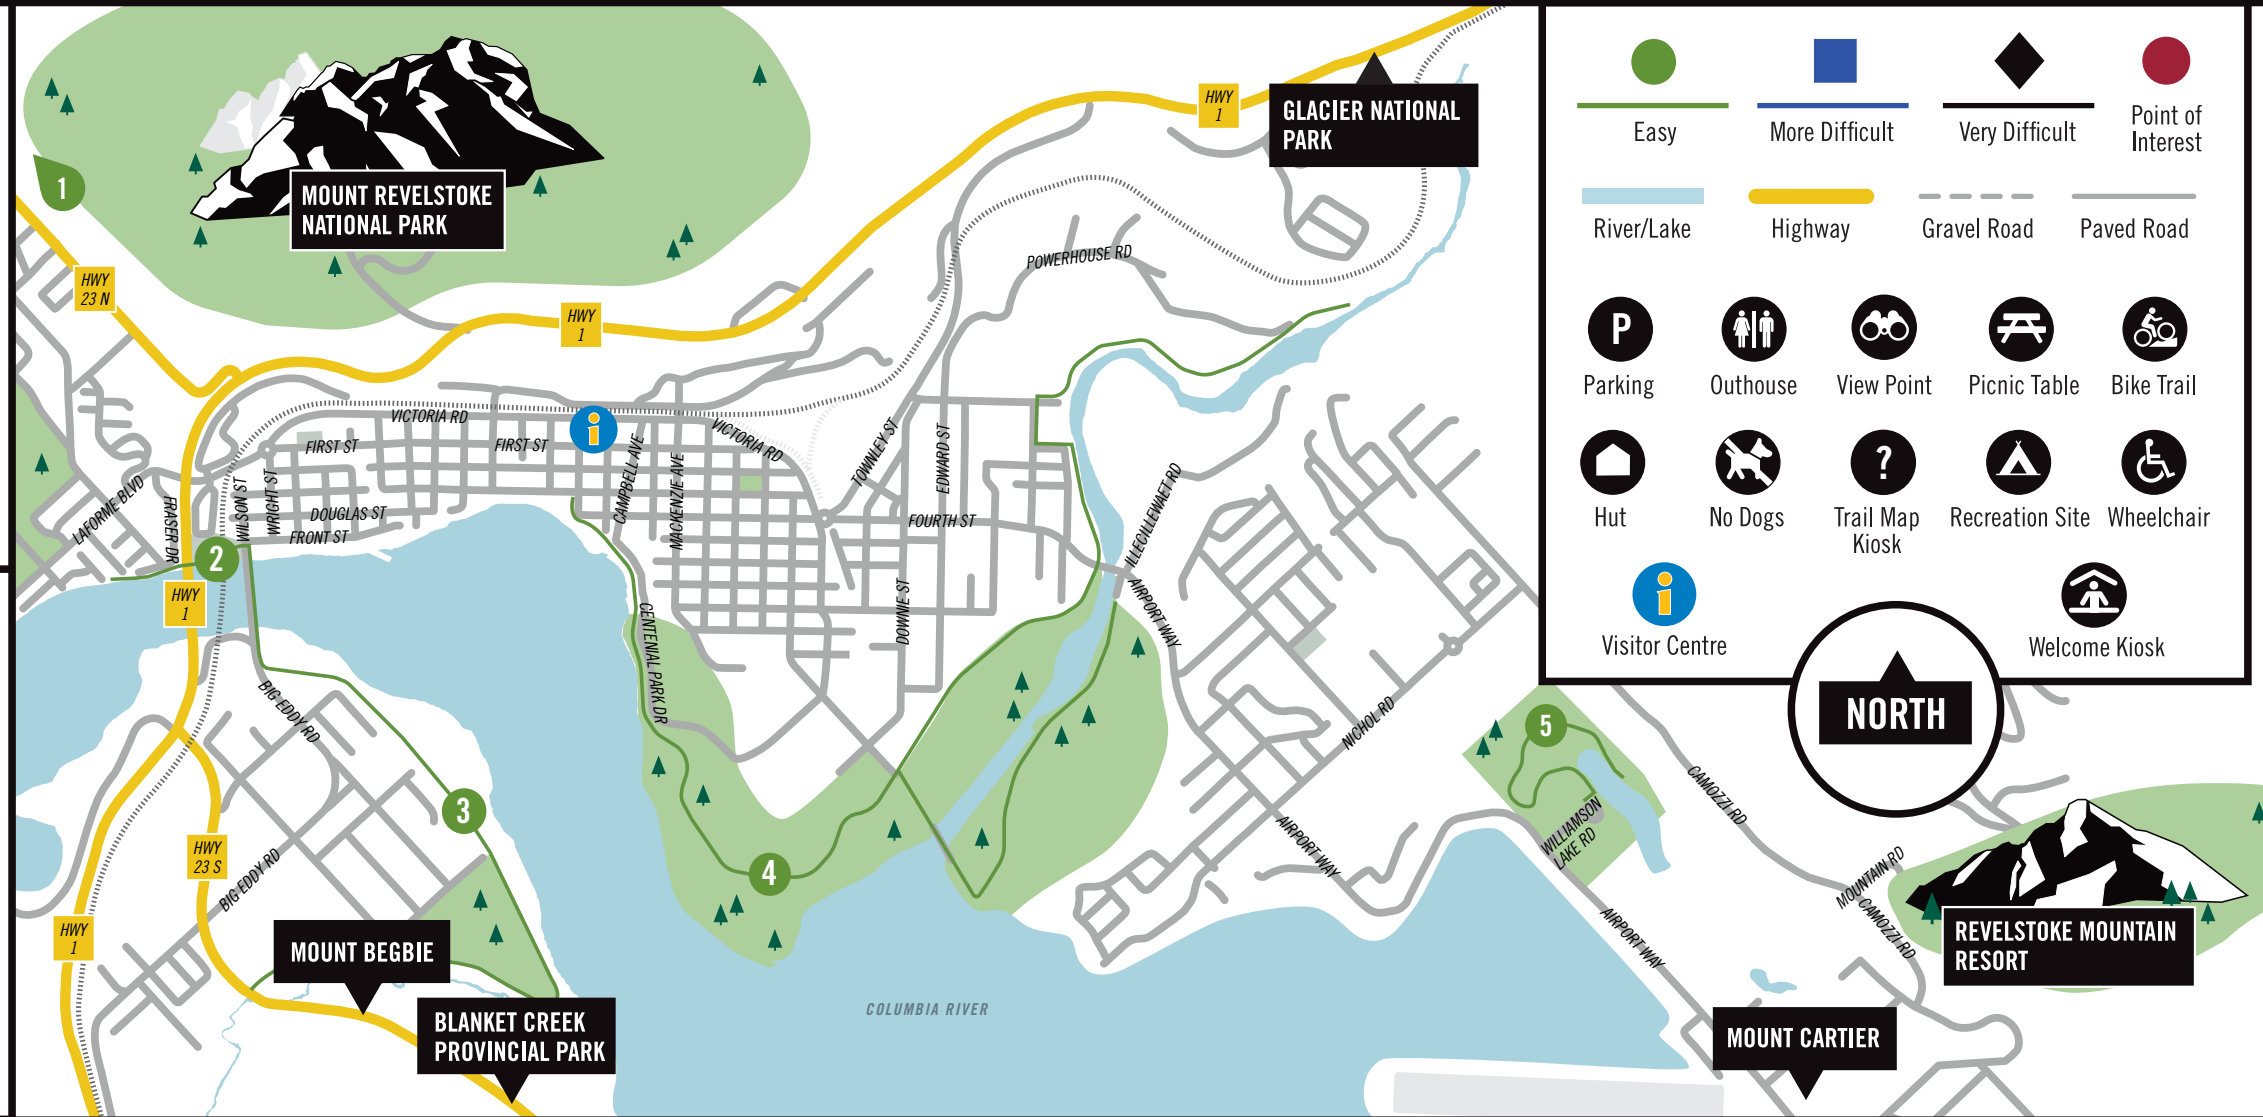 MOUNT REVELSTOKE
NATIONAL PARK
1
HWY
23 N
HWY
1
HWY
1
GLACIER NATIONAL
PARK
POWERHOUSE RD
VICTORIA RD
FIRST ST
FIRST ST
i
VICTORIA RD
CAMPBELL AVE
MACKENZIE AVE
TOWNLEY ST
EDWARD ST
LAFORME BLVD
FRASER DR
WILSON ST
WRIGHT ST
DOUGLAS ST
FRONT ST
FOURTH ST
ILLECILLEWAET RD
AIRPORT WAY
2
HWY
1
CENTENIAL PARK DR
DOWNIE ST
BIG EDDY RD
NICHOL RD
3
4
5
HWY
23 S
BIG EDDY RD
HWY
1
AIRPORT WAY
WILLIAMSON
LAKE RD
CAMOZZI RD
MOUNTAIN RD
CAMOZZI RD
AIRPORT WAY
MOUNT BEGBIE
BLANKET CREEK
PROVINCIAL PARK
COLUMBIA RIVER
REVELSTOKE MOUNTAIN
RESORT
MOUNT CARTIER
Easy
More Difficult
Very Difficult
Point of
Interest
River/Lake
Highway
Gravel Road
Paved Road
P
Parking
Outhouse
View Point
Picnic Table
Bike Trail
?
Hut
No Dogs
Trail Map
Kiosk
Recreation Site
Wheelchair
i
Visitor Centre
Welcome Kiosk
NORTH